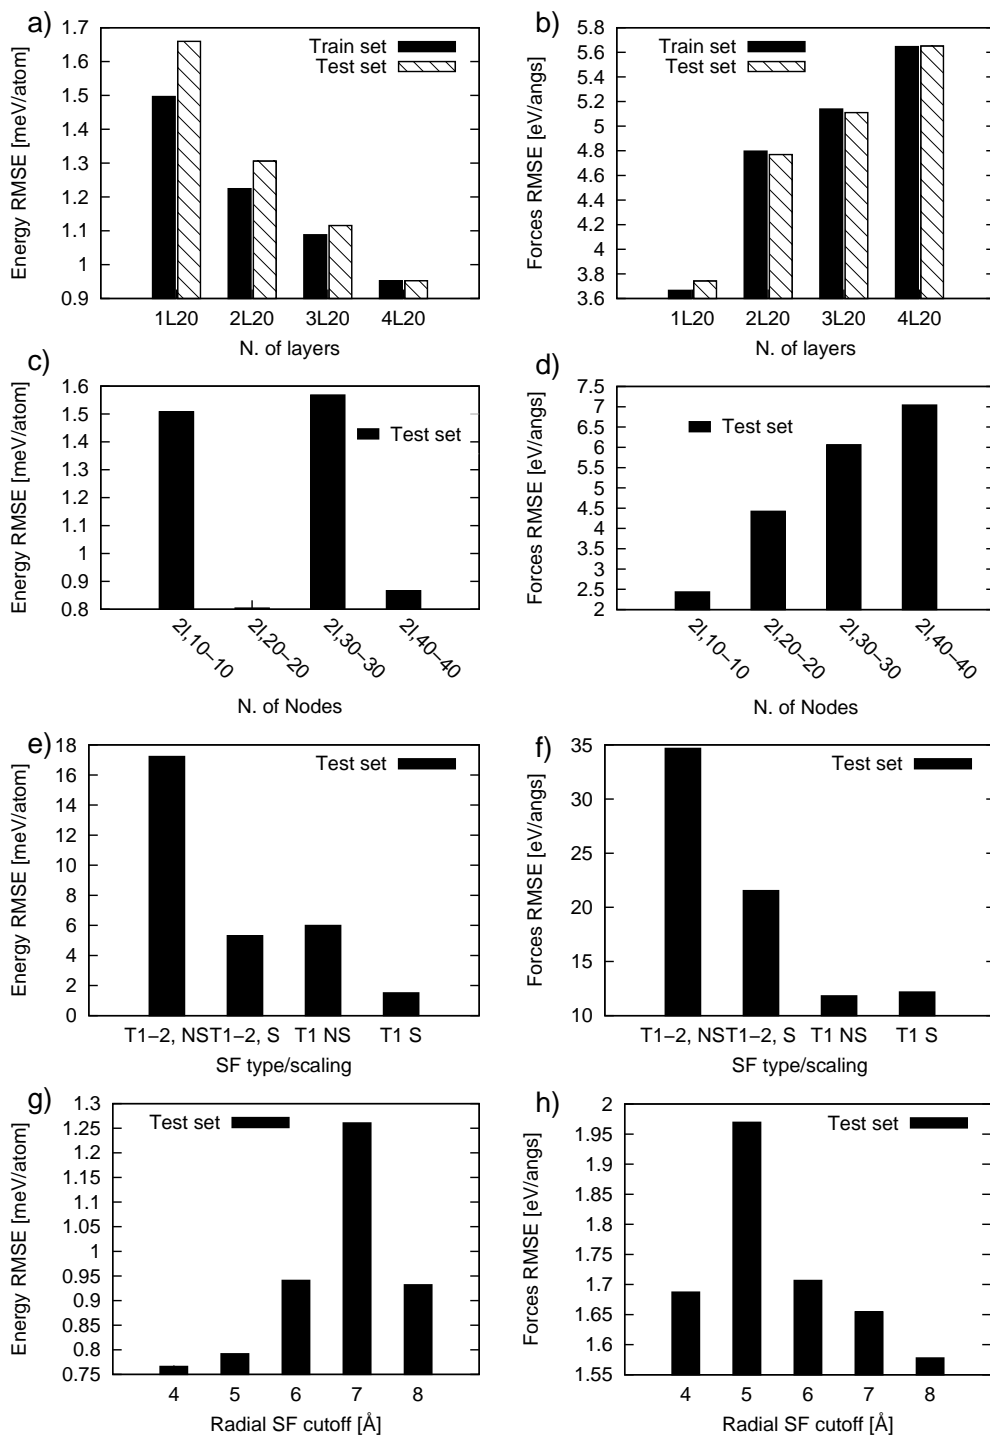 a)
Energy RMSE [meV/atom]
1.7
1.6
1.5
1.4
1.3
1.2
1.1
1
0.9
Train set
Test set
1L20 2L20 3L20 4L20
N. of layers
b)
Forces RMSE [eV/angs]
5.8
5.6
5.4
5.2
5
4.8
4.6
4.4
4.2
4
3.8
3.6
Train set
Test set
1L20 2L20 3L20 4L20
N. of layers
c)
Energy RMSE [meV/atom]
1.6
1.5
1.4
1.3
1.2
1.1
1
0.9
0.8
Test set
2l,10−10 2l,20−20 2l,30−30 2l,40−40
N. of Nodes
d)
Forces RMSE [eV/angs]
7.5
7
6.5
6
5.5
5
4.5
4
3.5
3
2.5
2
Test set
2l,10−10 2l,20−20 2l,30−30 2l,40−40
N. of Nodes
e)
Energy RMSE [meV/atom]
18
16
14
12
10
8
6
4
2
0
Test set
T1−2, NS T1−2, S T1 NS T1 S
SF type/scaling
f)
Forces RMSE [eV/angs]
35
30
25
20
15
10
Test set
T1−2, NS T1−2, S T1 NS T1 S
SF type/scaling
g)
Energy RMSE [meV/atom]
1.3
1.25
1.2
1.15
1.1
1.05
1
0.95
0.9
0.85
0.8
0.75
Test set
4 5 6 7 8
Radial SF cutoff [Å]
h)
Forces RMSE [eV/angs]
2
1.95
1.9
1.85
1.8
1.75
1.7
1.65
1.6
1.55
Test set
4 5 6 7 8
Radial SF cutoff [Å]